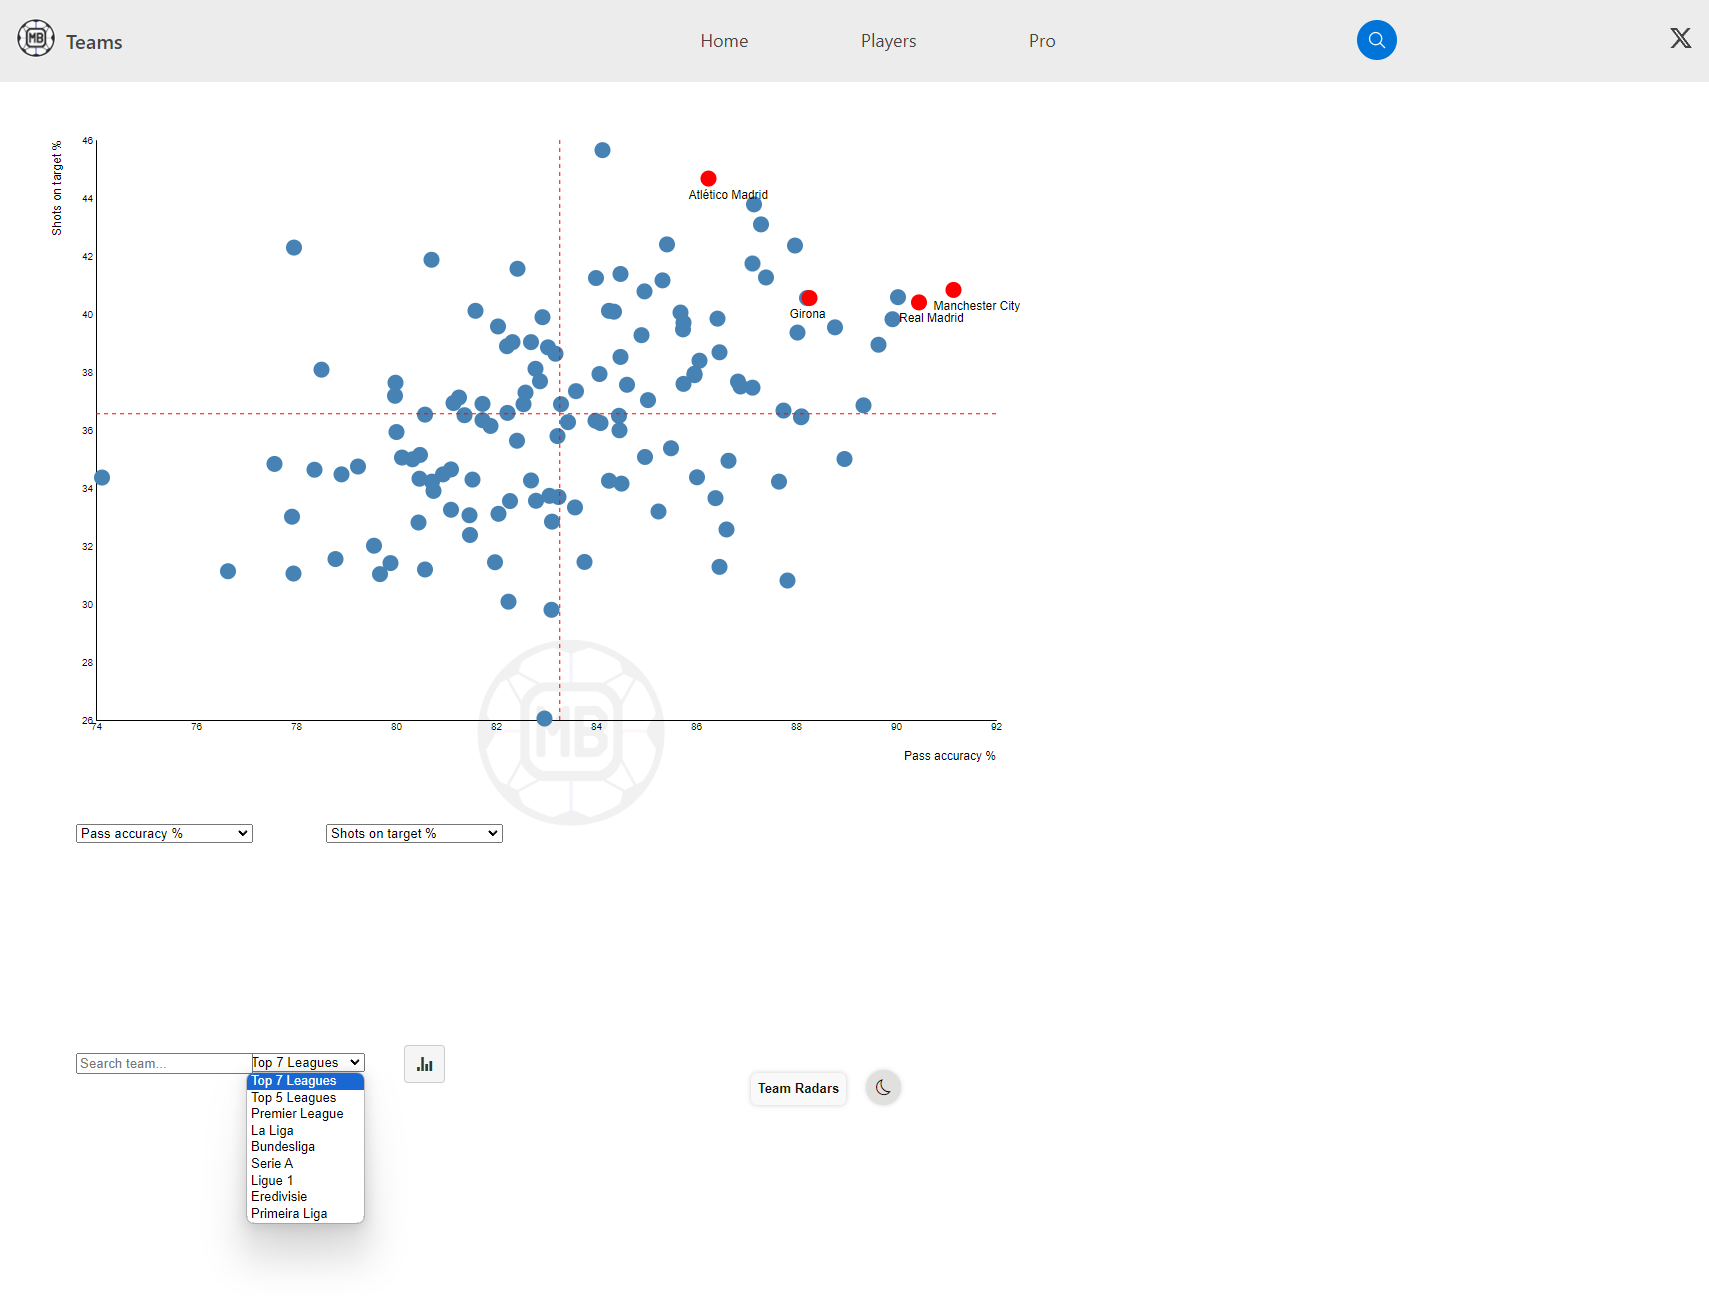 MB Teams Home Players Pro
Shots on target %
46
44
42
40
38
36
34
32
30
28
26
Atlético Madrid
Girona
Manchester City
Real Madrid
MB
74 76 78 80 82 84 86 88 90 92
Pass accuracy %
Pass accuracy % Shots on target %
Search team... Top 7 Leagues
Top 7 Leagues
Top 5 Leagues
Premier League
La Liga
Bundesliga
Serie A
Ligue 1
Eredivisie
Primeira Liga
Team Radars